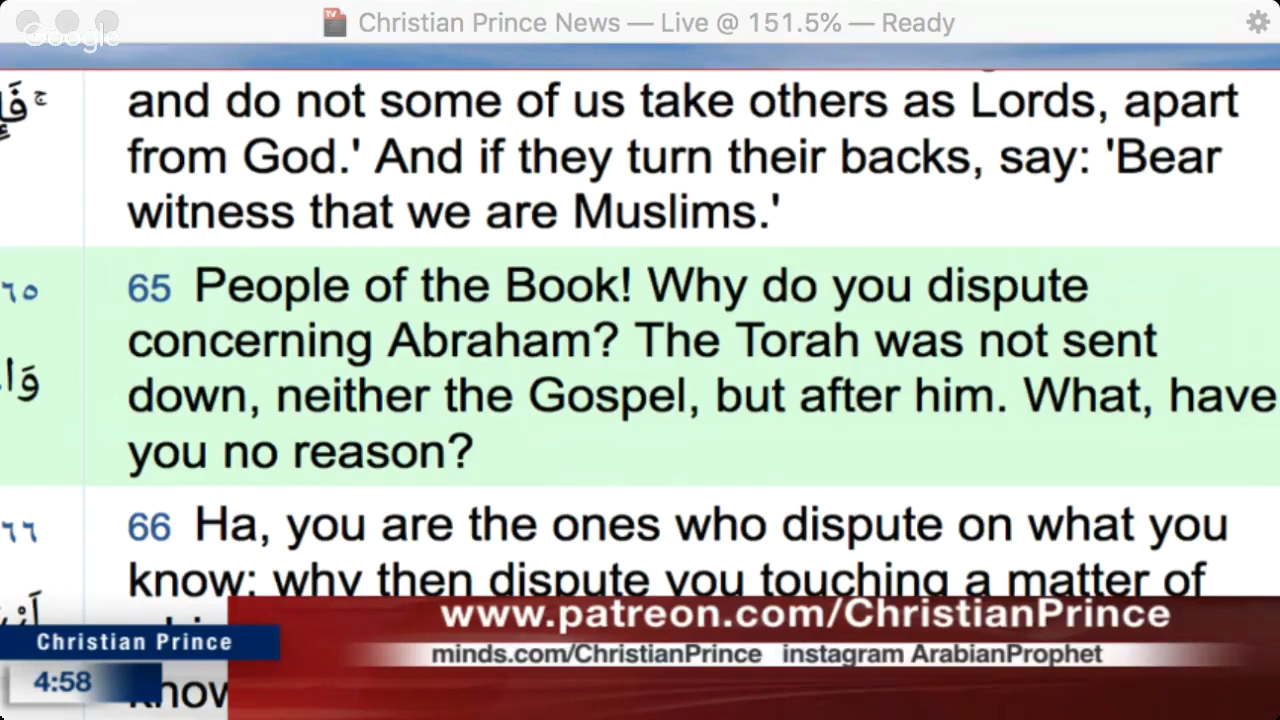 Christian Prince News — Live @ 151.5% — Ready
Google
and do not some of us take others as Lords, apart
from God.' And if they turn their backs, say: 'Bear
witness that we are Muslims.'
٦٥
65 People of the Book! Why do you dispute
concerning Abraham? The Torah was not sent
down, neither the Gospel, but after him. What, have
you no reason?
٦٦
66 Ha, you are the ones who dispute on what you
know; why then dispute you touching a matter of
www.patreon.com/ChristianPrince
Christian Prince
minds.com/ChristianPrince instagram ArabianProphet
4:58